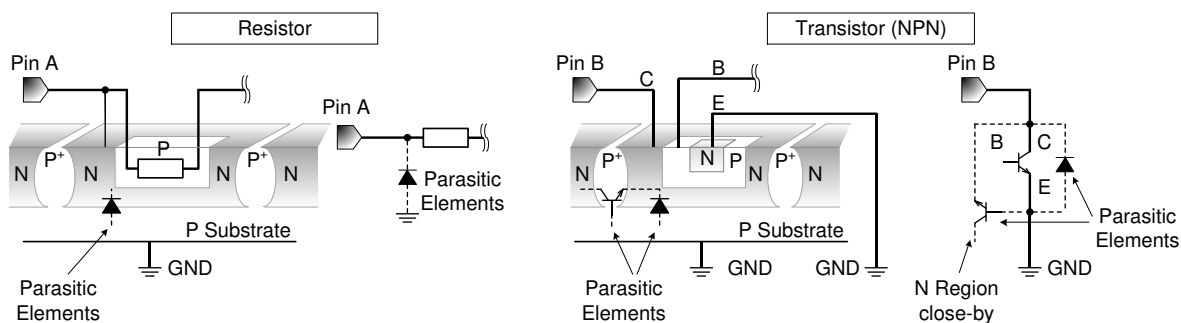 Resistor
Transistor (NPN)
Pin A
Pin A
P
N
P+
N
N
P+
N
Parasitic
Elements
P Substrate
GND
Parasitic
Elements
Pin B
C
B
E
N
P+
N
N
P
N
P+
N
P Substrate
GND
GND
Parasitic
Elements
Pin B
B
C
E
Parasitic
Elements
GND
N Region
close-by